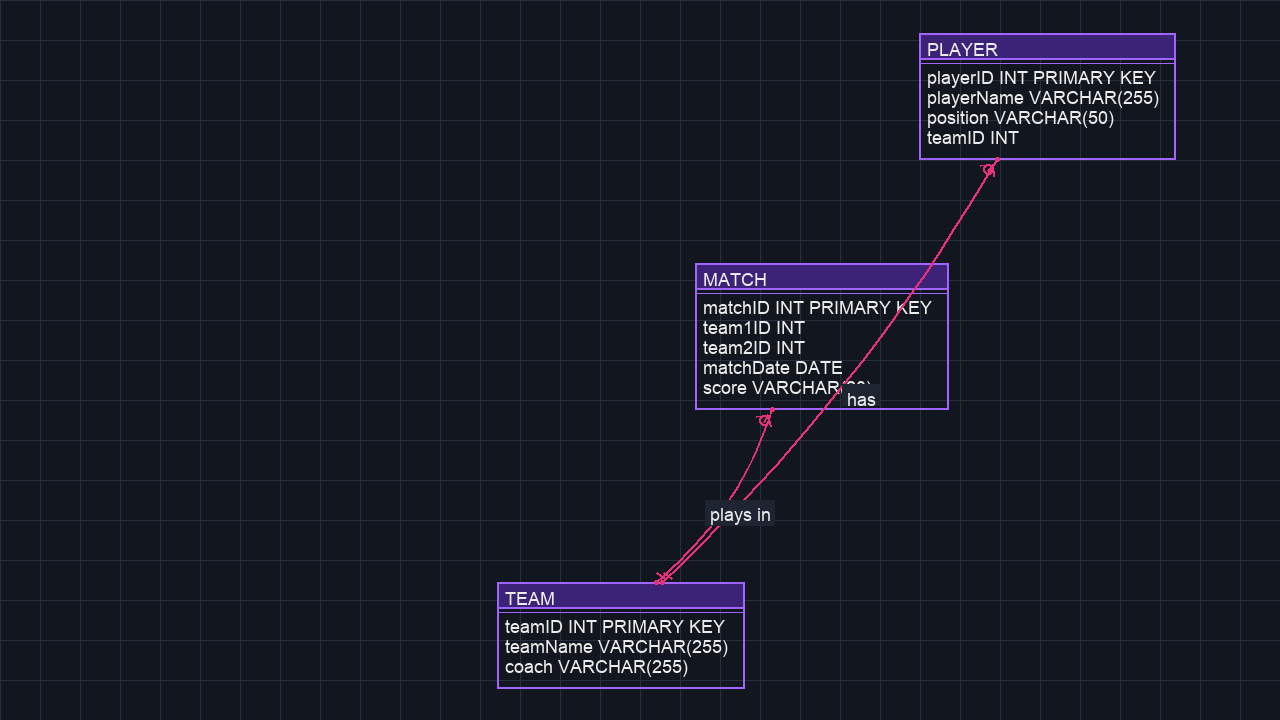 PLAYER
playerID INT PRIMARY KEY
playerName VARCHAR(255)
position VARCHAR(50)
teamID INT
MATCH
matchID INT PRIMARY KEY
team1ID INT
team2ID INT
matchDate DATE
score
has
plays in
TEAM
teamID INT PRIMARY KEY
teamName VARCHAR(255)
coach VARCHAR(255)